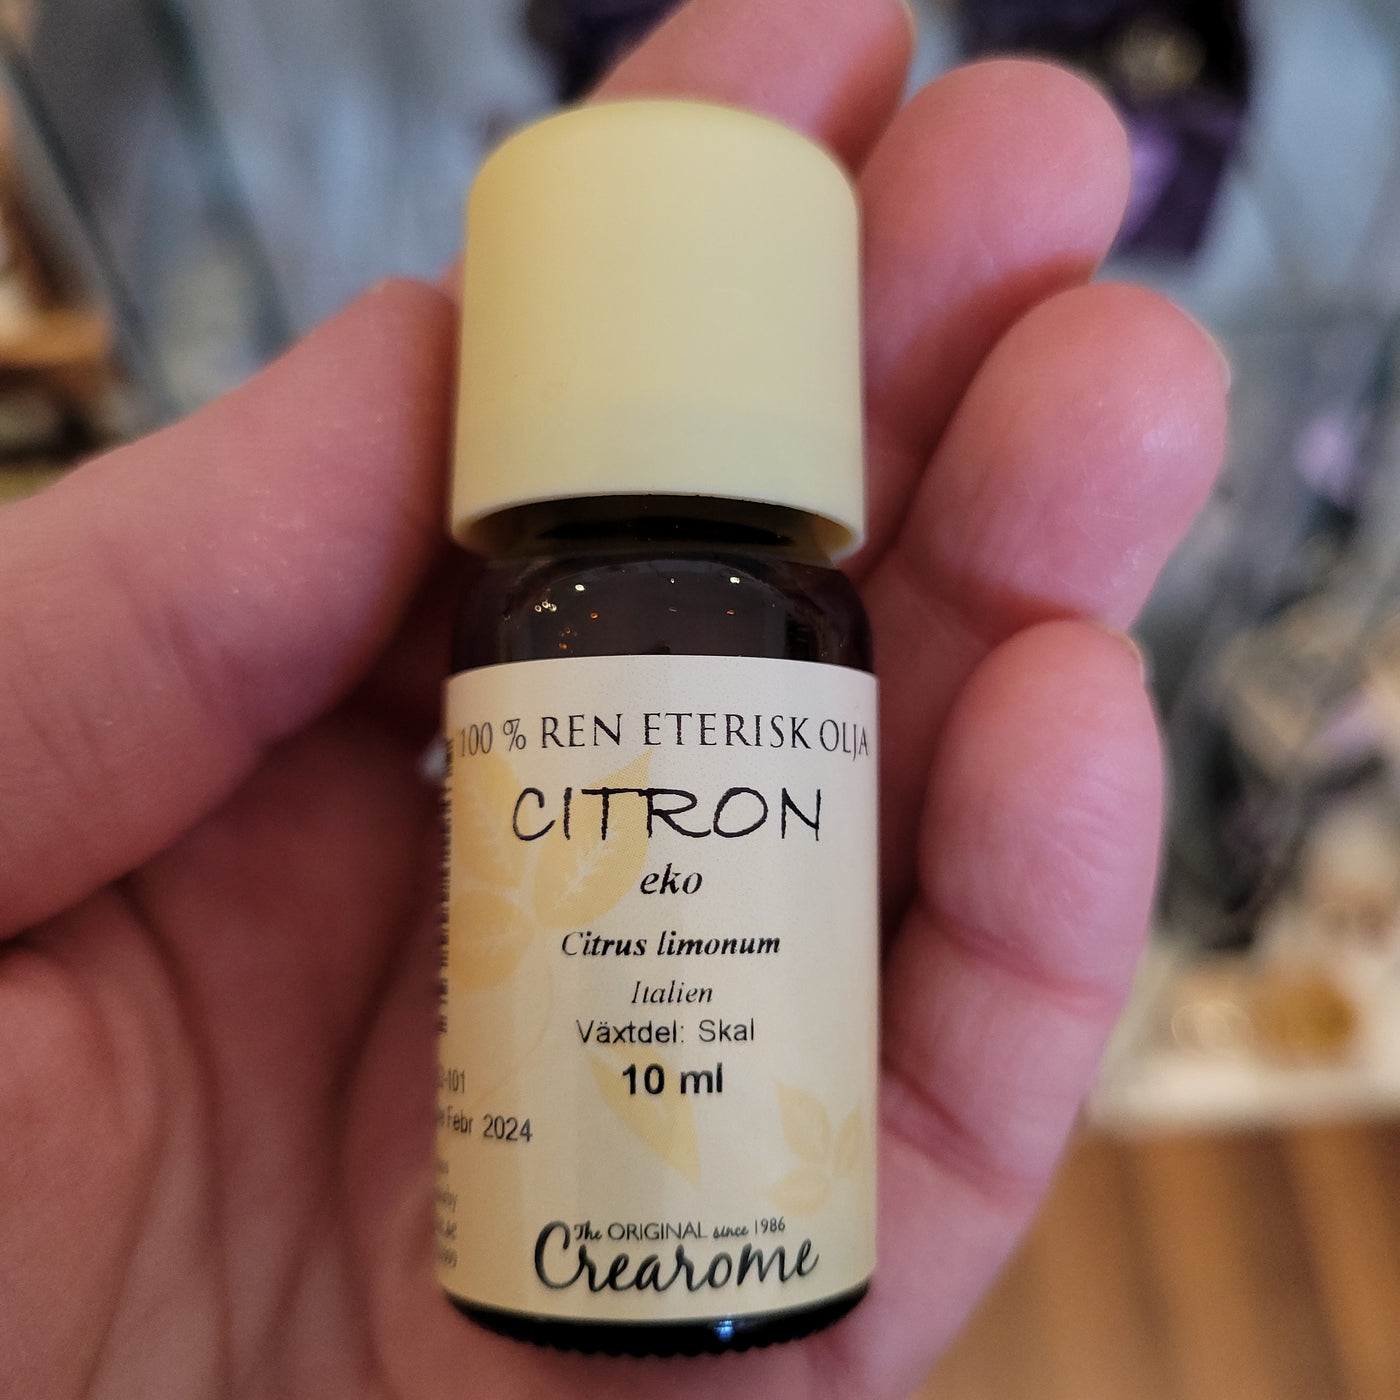 100 % REN ETERISK OLJA
CITRON
eko
Citrus limonum
Italien
Växtdel: Skal
10 ml
Febr 2024
The ORIGINAL since 1986
Crearome